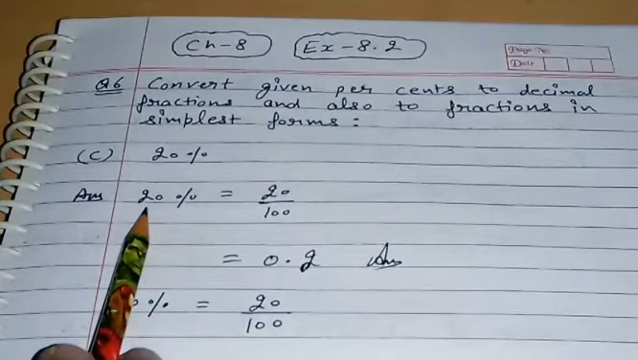 Ch-8 Ex-8.2
Page No.
Date
Q6 Convert given per cents to decimal
fractions and also to fractions in
simplest forms :
(C) 20%
Ans 20% = 20/100
= 0.2 Ans
0% = 20/100